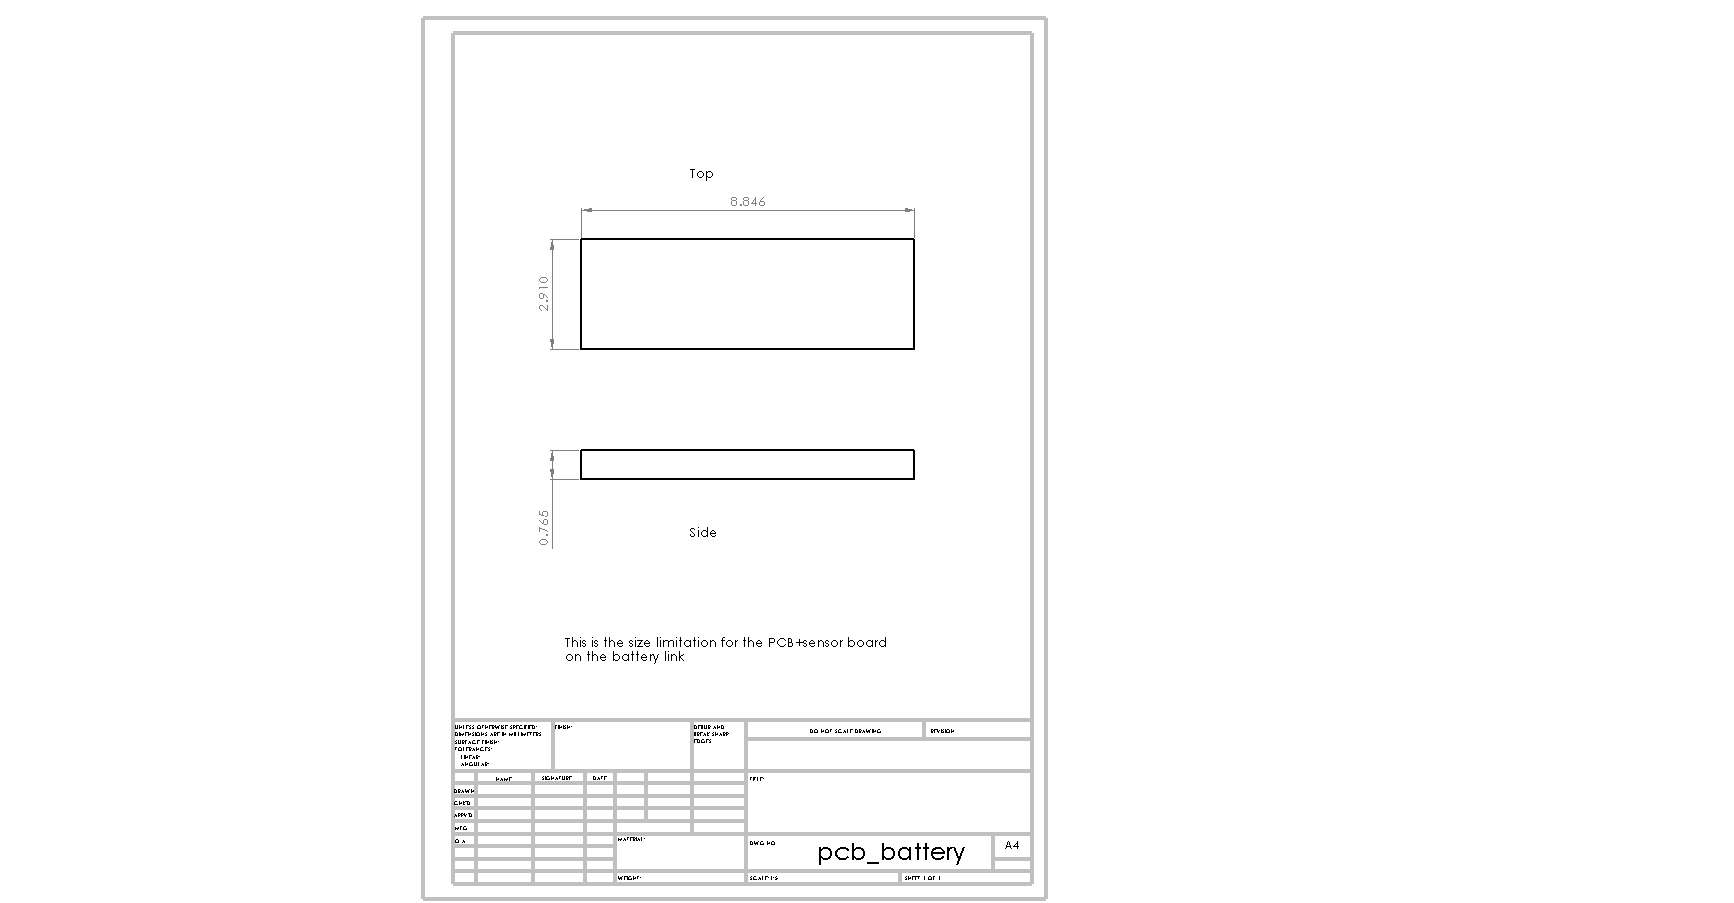 Top
8.846
2.910
0.765
Side
This is the size limitation for the PCB+sensor board
on the battery link
UNLESS OTHERWISE SPECIFIED:
DIMENSIONS ARE IN MILLIMETERS
SURFACE FINISH:
TOLERANCES:
LINEAR:
ANGULAR:
FINISH:
DEBUR AND
BREAK SHARP
EDGES
DO NOT SCALE DRAWING
REVISION
NAME
SIGNATURE
DATE
TITLE:
DRAWN
CHK'D
APPV'D
MFG
Q.A
MATERIAL:
DWG NO.
pcb_battery
A4
WEIGHT:
SCALE:1:5
SHEET 1 OF 1